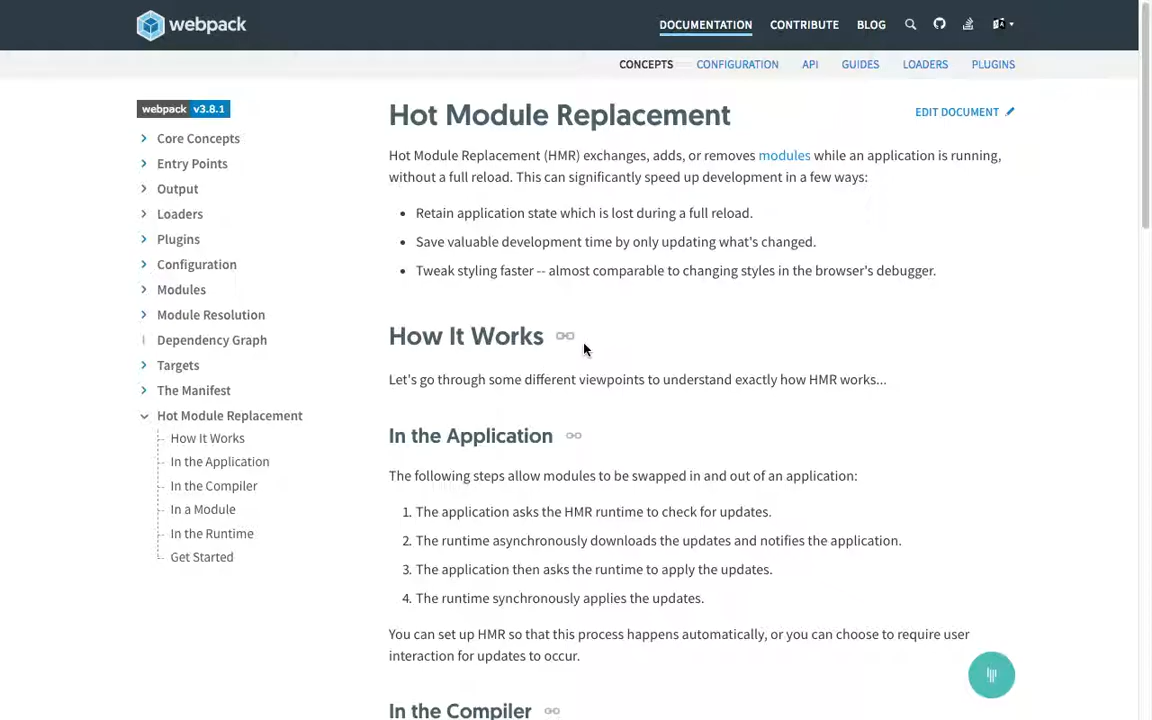 webpack
DOCUMENTATION CONTRIBUTE BLOG
CONCEPTS CONFIGURATION API GUIDES LOADERS PLUGINS
webpack v3.8.1
Core Concepts
Entry Points
Output
Loaders
Plugins
Configuration
Modules
Module Resolution
Dependency Graph
Targets
The Manifest
Hot Module Replacement
How It Works
In the Application
In the Compiler
In a Module
In the Runtime
Get Started
Hot Module Replacement
EDIT DOCUMENT
Hot Module Replacement (HMR) exchanges, adds, or removes modules while an application is running,
without a full reload. This can significantly speed up development in a few ways:
• Retain application state which is lost during a full reload.
• Save valuable development time by only updating what's changed.
• Tweak styling faster -- almost comparable to changing styles in the browser's debugger.
How It Works
Let's go through some different viewpoints to understand exactly how HMR works...
In the Application
The following steps allow modules to be swapped in and out of an application:
1. The application asks the HMR runtime to check for updates.
2. The runtime asynchronously downloads the updates and notifies the application.
3. The application then asks the runtime to apply the updates.
4. The runtime synchronously applies the updates.
You can set up HMR so that this process happens automatically, or you can choose to require user
interaction for updates to occur.
In the Compiler